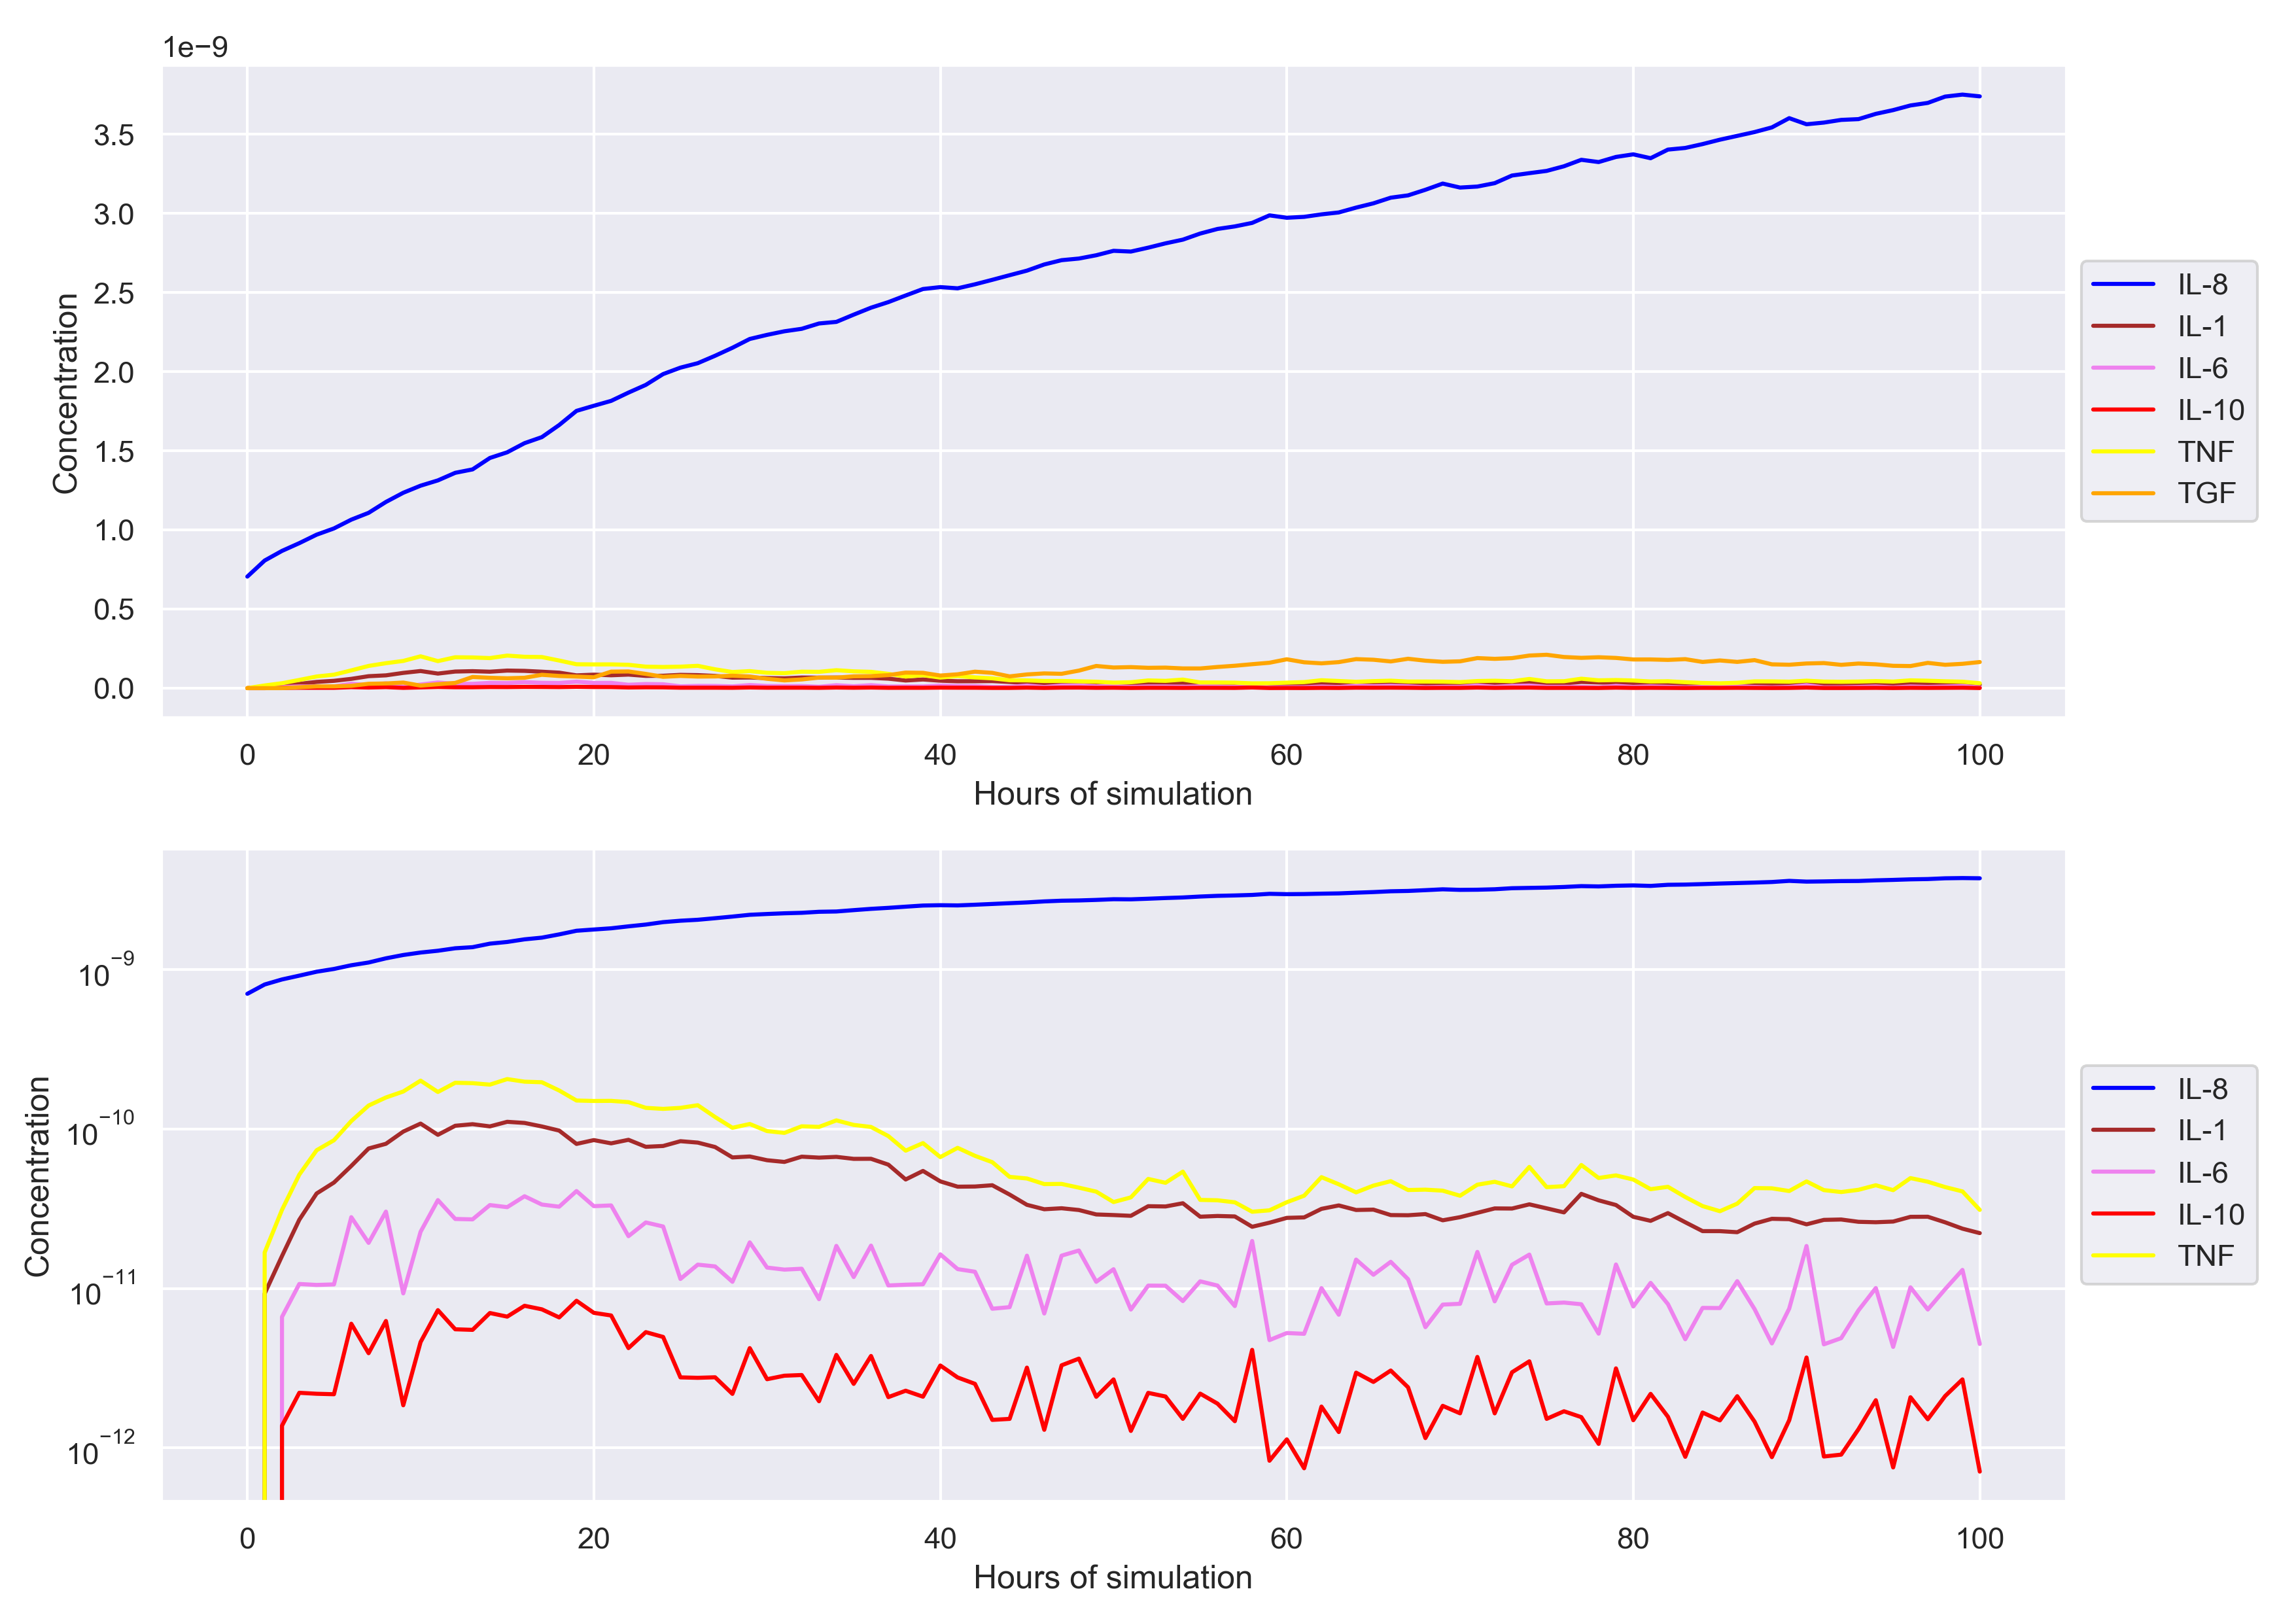 1e−9
3.5
3.0
2.5
2.0
1.5
1.0
0.5
0.0
Concentration
0 20 40 60 80 100
Hours of simulation
IL-8
IL-1
IL-6
IL-10
TNF
TGF
10⁻⁹
10⁻¹⁰
10⁻¹¹
10⁻¹²
Concentration
0 20 40 60 80 100
Hours of simulation
IL-8
IL-1
IL-6
IL-10
TNF